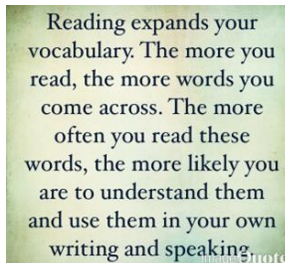 Reading expands your
vocabulary. The more you
read, the more words you
come across. The more
often you read these
words, the more likely you
are to understand them
and use them in your own
writing and speaking.